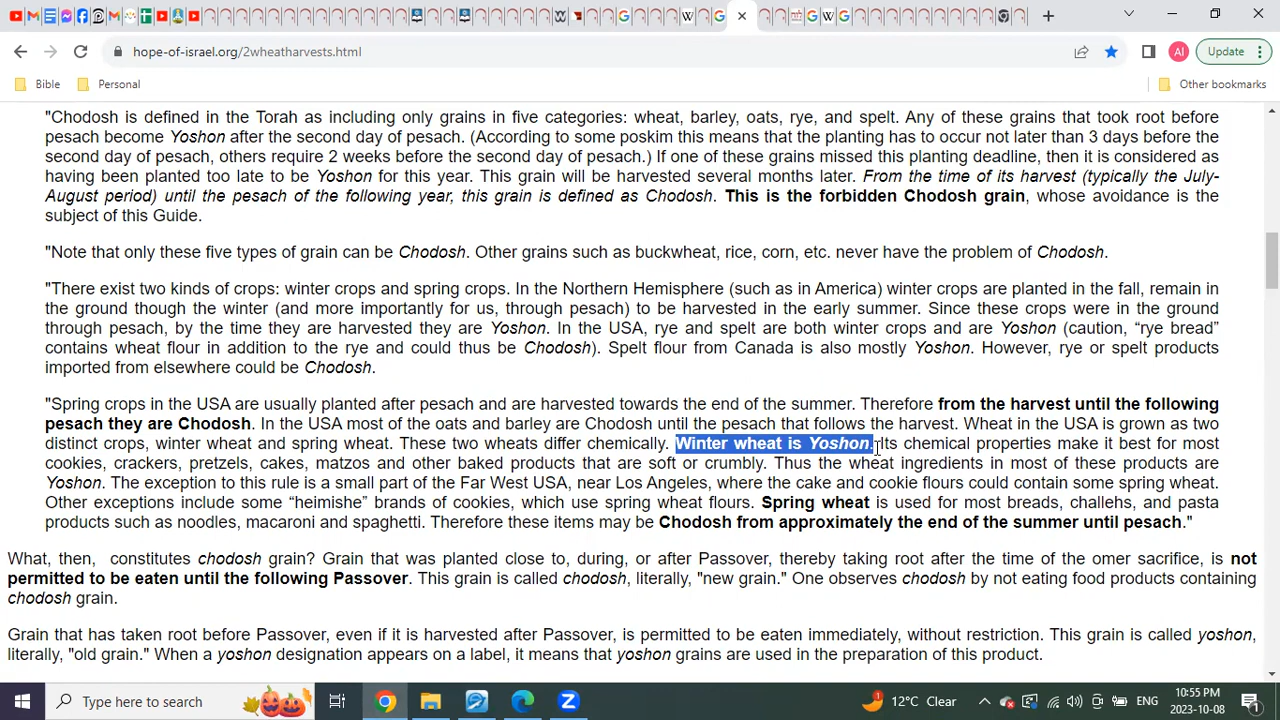 hope-of-israel.org/2wheatharvests.html
AI
Update
Bible
Personal
Other bookmarks
"Chodosh is defined in the Torah as including only grains in five categories: wheat, barley, oats, rye, and spelt. Any of these grains that took root before
pesach become Yoshon after the second day of pesach. (According to some poskim this means that the planting has to occur not later than 3 days before the
second day of pesach, others require 2 weeks before the second day of pesach.) If one of these grains missed this planting deadline, then it is considered as
having been planted too late to be Yoshon for this year. This grain will be harvested several months later. From the time of its harvest (typically the July-
August period) until the pesach of the following year, this grain is defined as Chodosh. This is the forbidden Chodosh grain, whose avoidance is the
subject of this Guide.
"Note that only these five types of grain can be Chodosh. Other grains such as buckwheat, rice, corn, etc. never have the problem of Chodosh.
"There exist two kinds of crops: winter crops and spring crops. In the Northern Hemisphere (such as in America) winter crops are planted in the fall, remain in
the ground though the winter (and more importantly for us, through pesach) to be harvested in the early summer. Since these crops were in the ground
through pesach, by the time they are harvested they are Yoshon. In the USA, rye and spelt are both winter crops and are Yoshon (caution, “rye bread”
contains wheat flour in addition to the rye and could thus be Chodosh). Spelt flour from Canada is also mostly Yoshon. However, rye or spelt products
imported from elsewhere could be Chodosh.
"Spring crops in the USA are usually planted after pesach and are harvested towards the end of the summer. Therefore from the harvest until the following
pesach they are Chodosh. In the USA most of the oats and barley are Chodosh until the pesach that follows the harvest. Wheat in the USA is grown as two
distinct crops, winter wheat and spring wheat. These two wheats differ chemically. Winter wheat is Yoshon. Its chemical properties make it best for most
cookies, crackers, pretzels, cakes, matzos and other baked products that are soft or crumbly. Thus the wheat ingredients in most of these products are
Yoshon. The exception to this rule is a small part of the Far West USA, near Los Angeles, where the cake and cookie flours could contain some spring wheat.
Other exceptions include some “heimishe” brands of cookies, which use spring wheat flours. Spring wheat is used for most breads, challehs, and pasta
products such as noodles, macaroni and spaghetti. Therefore these items may be Chodosh from approximately the end of the summer until pesach."
What, then, constitutes chodosh grain? Grain that was planted close to, during, or after Passover, thereby taking root after the time of the omer sacrifice, is not
permitted to be eaten until the following Passover. This grain is called chodosh, literally, "new grain." One observes chodosh by not eating food products containing
chodosh grain.
Grain that has taken root before Passover, even if it is harvested after Passover, is permitted to be eaten immediately, without restriction. This grain is called yoshon,
literally, "old grain." When a yoshon designation appears on a label, it means that yoshon grains are used in the preparation of this product.
Type here to search
12°C Clear
ENG
10:55 PM
2023-10-08